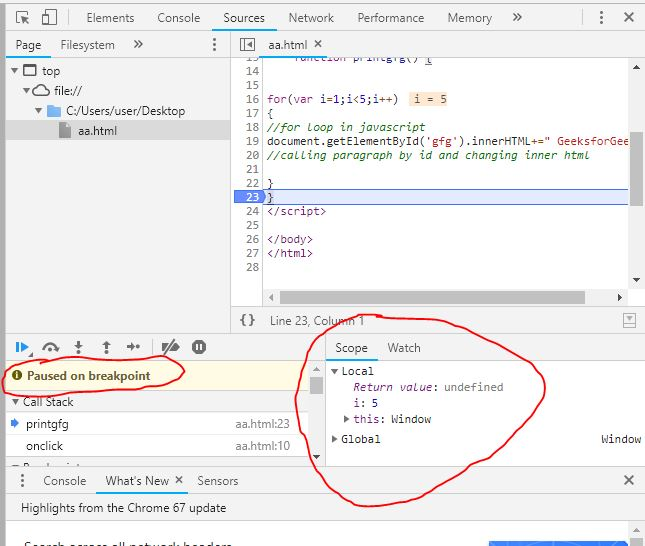 Elements Console Sources Network Performance Memory »
Page Filesystem » aa.html ×
top
file://
C:/Users/user/Desktop
aa.html
function printgfg() {
14
15
16 for(var i=1;i<5;i++) i = 5
17 {
18 //for loop in javascript
19 document.getElementById('gfg').innerHTML+=" GeeksforGee
20 //calling paragraph by id and changing inner html
21
22 }
23 }
24 </script>
25
26 </body>
27 </html>
28
{} Line 23, Column 1
Scope Watch
Paused on breakpoint
Call Stack
printgfg aa.html:23
onclick aa.html:10
Local
Return value: undefined
i: 5
this: Window
Global Window
Console What's New × Sensors ×
Highlights from the Chrome 67 update